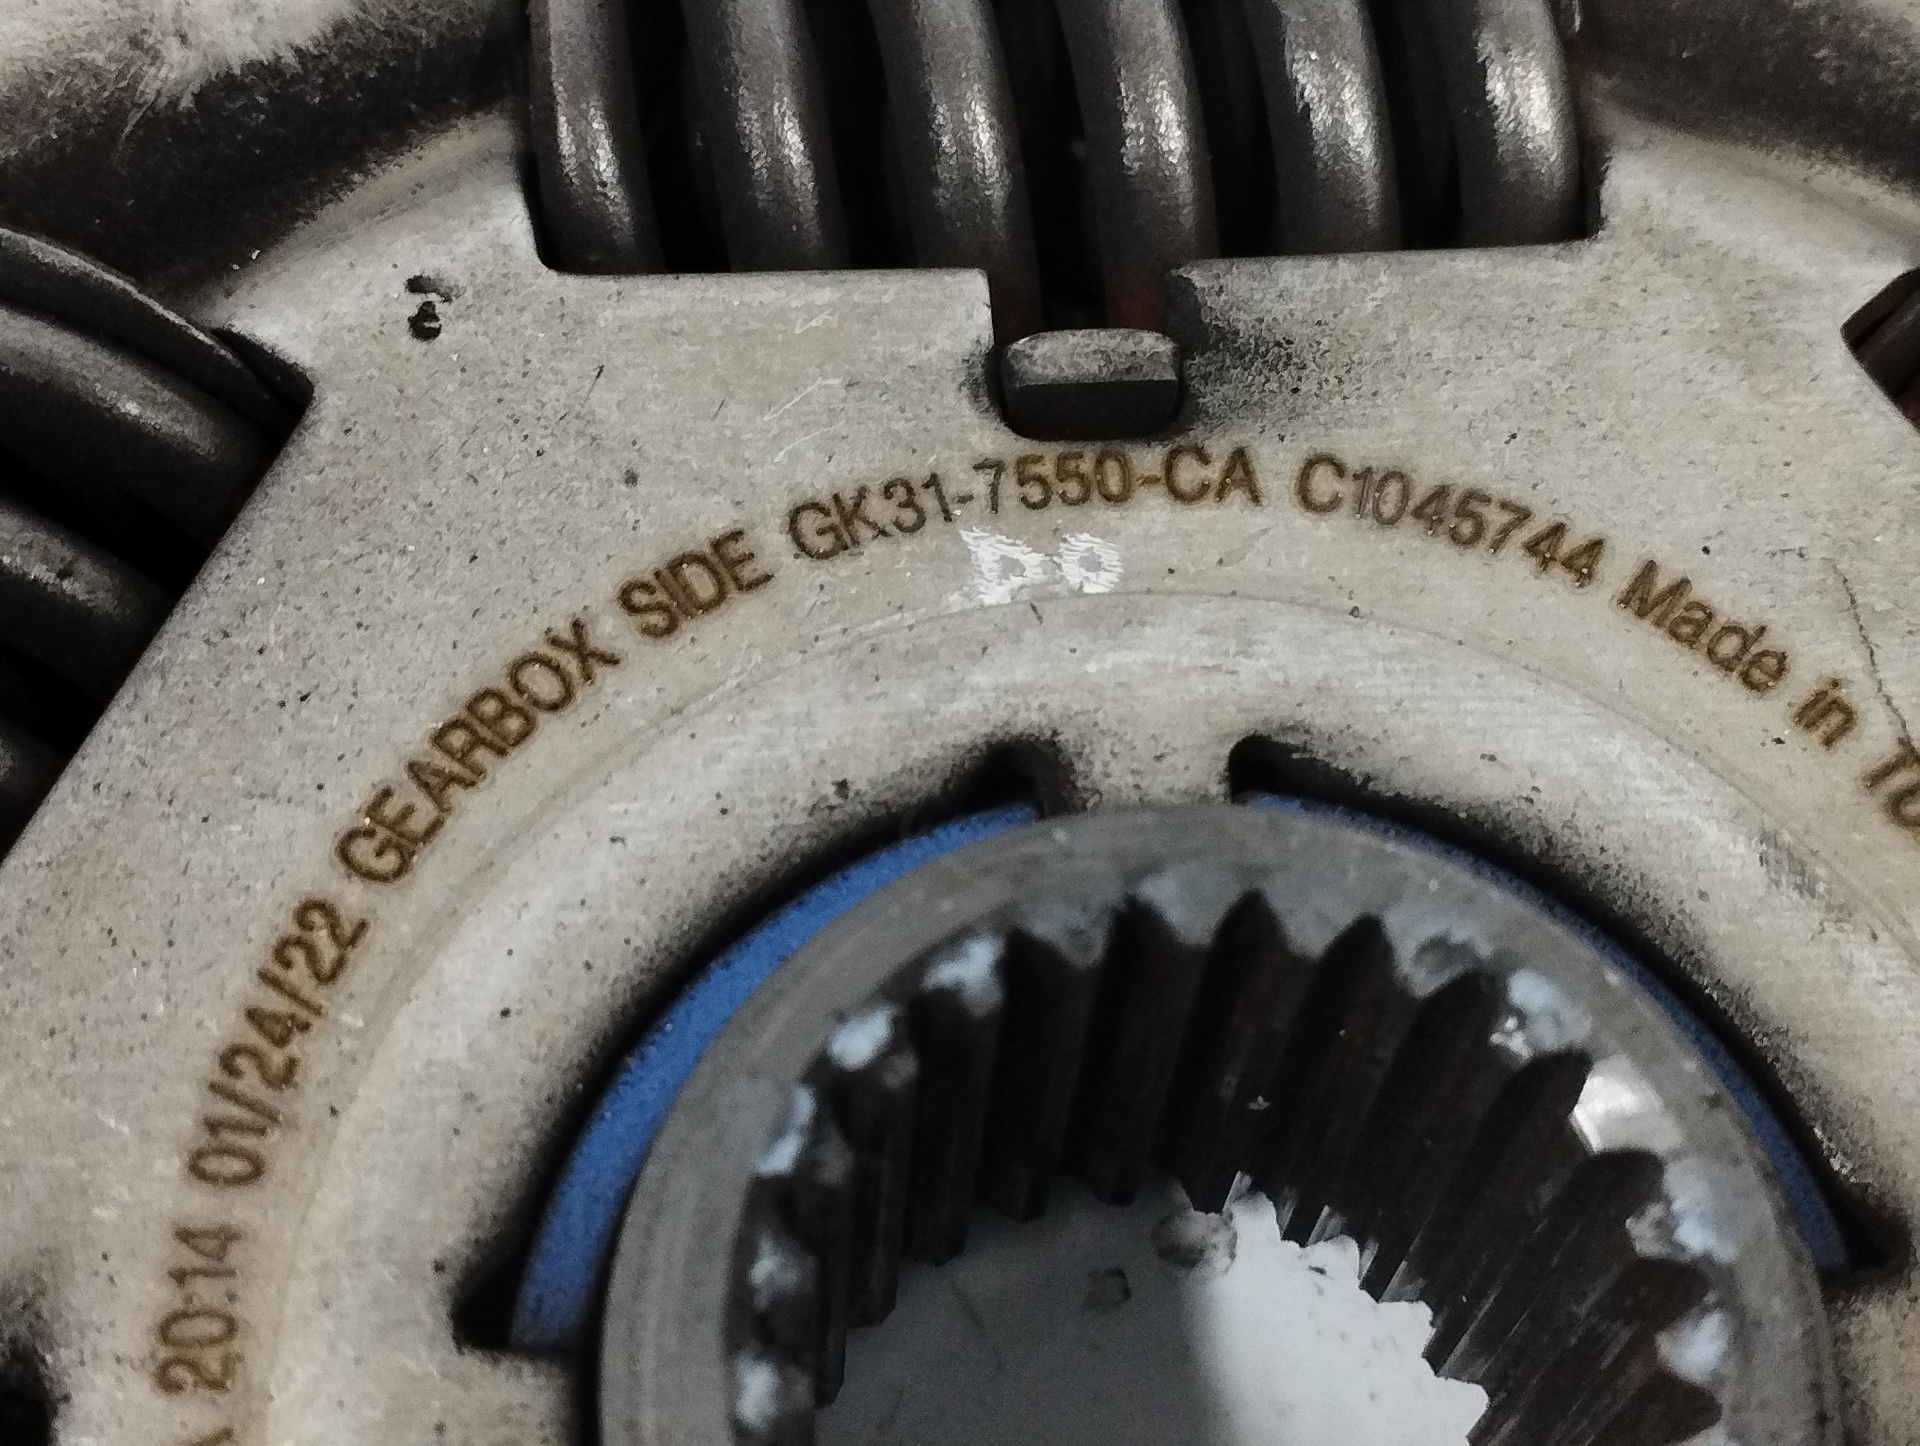 20:14 01/24/22 GEARBOX SIDE GK31-7550-CA C1045744 Made in